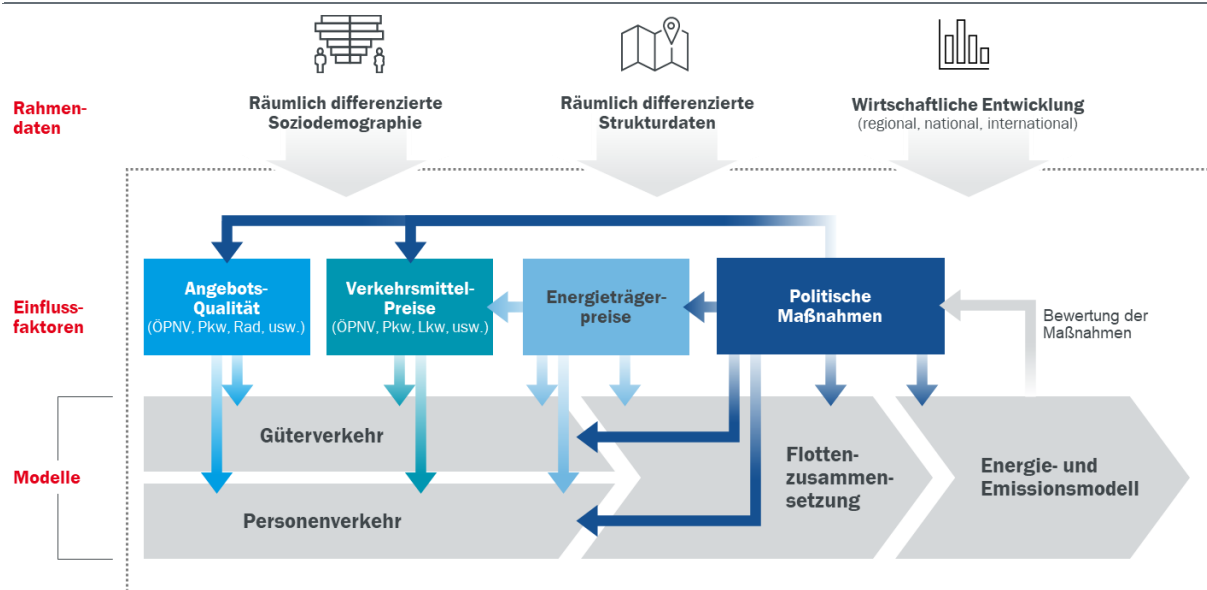 Rahmen-
daten
Räumlich differenzierte
Soziodemographie
Räumlich differenzierte
Strukturdaten
Wirtschaftliche Entwicklung
(regional, national, international)
Einfluss-
faktoren
Angebots-
Qualität
(ÖPNV, Pkw, Rad, usw.)
Verkehrsmittel-
Preise
(ÖPNV, Pkw, Lkw, usw.)
Energieträger-
preise
Politische
Maßnahmen
Bewertung der
Maßnahmen
Modelle
Güterverkehr
Personenverkehr
Flotten-
zusammen-
setzung
Energie- und
Emissionsmodell